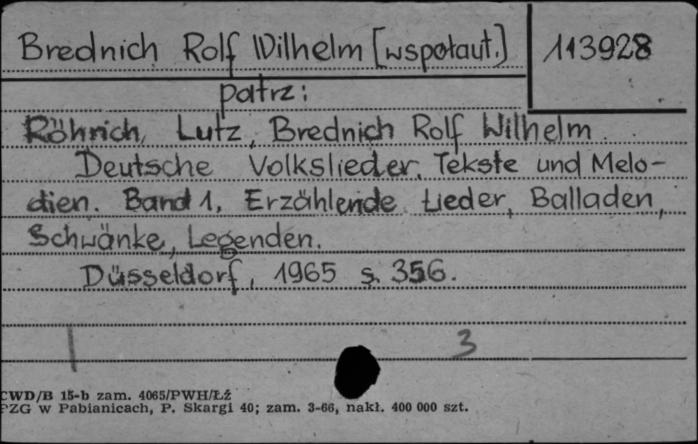 Brednich Rolf Wilhelm [wspołaut.] 113928
patrz:
Röhrich, Lutz, Brednich Rolf Wilhelm
Deutsche Volkslieder. Tekste und Melo-
dien. Band 1, Erzählende Lieder, Balladen,
Schwänke, Legenden.
Düsseldorf, 1965 s. 356.
3
CWD/B 15-b zam. 4065/PWH/Łź
PZG w Pabianicach, P. Skargi 40; zam. 3-66, nakł. 400 000 szt.